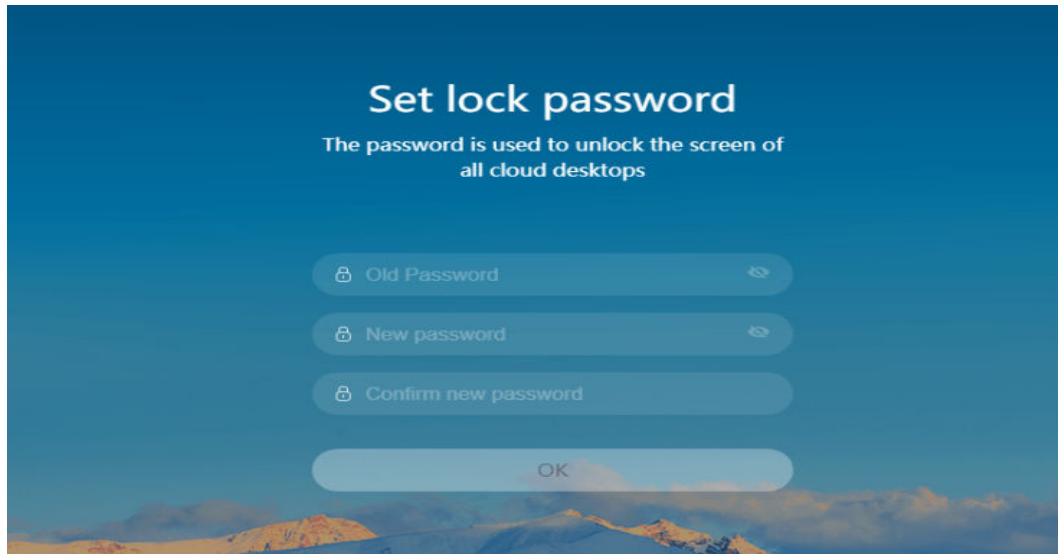 Set lock password
The password is used to unlock the screen of
all cloud desktops
Old Password
New password
Confirm new password
OK